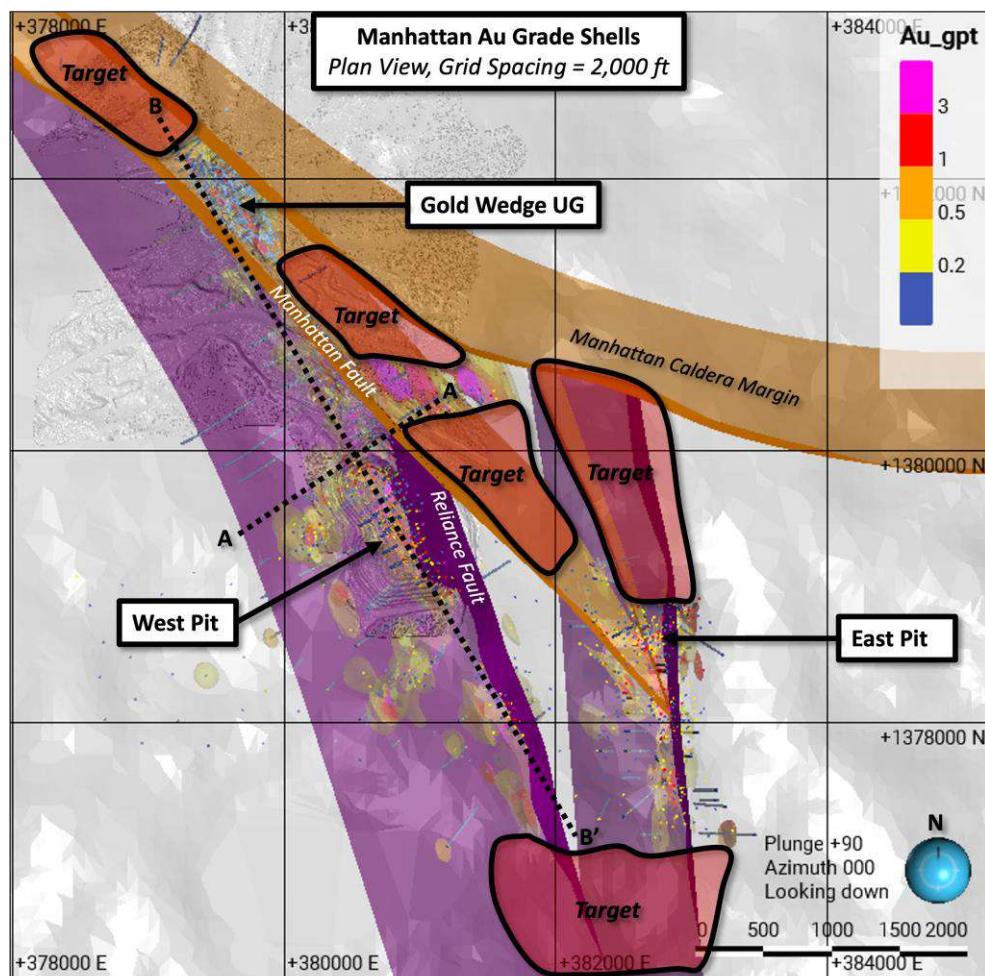 +378000 E
+384000 E
Manhattan Au Grade Shells
Plan View, Grid Spacing = 2,000 ft
Au_gpt
3
1
0.5
0.2
Target
B
Gold Wedge UG
Manhattan Fault
Target
Manhattan Caldera Margin
A
+1380000 N
Target
Target
Reliance Fault
A
West Pit
East Pit
+1378000 N
B'
Plunge +90
Azimuth 000
Looking down
N
Target
0 500 1000 1500 2000
+378000 E
+380000 E
+382000 E
+384000 E